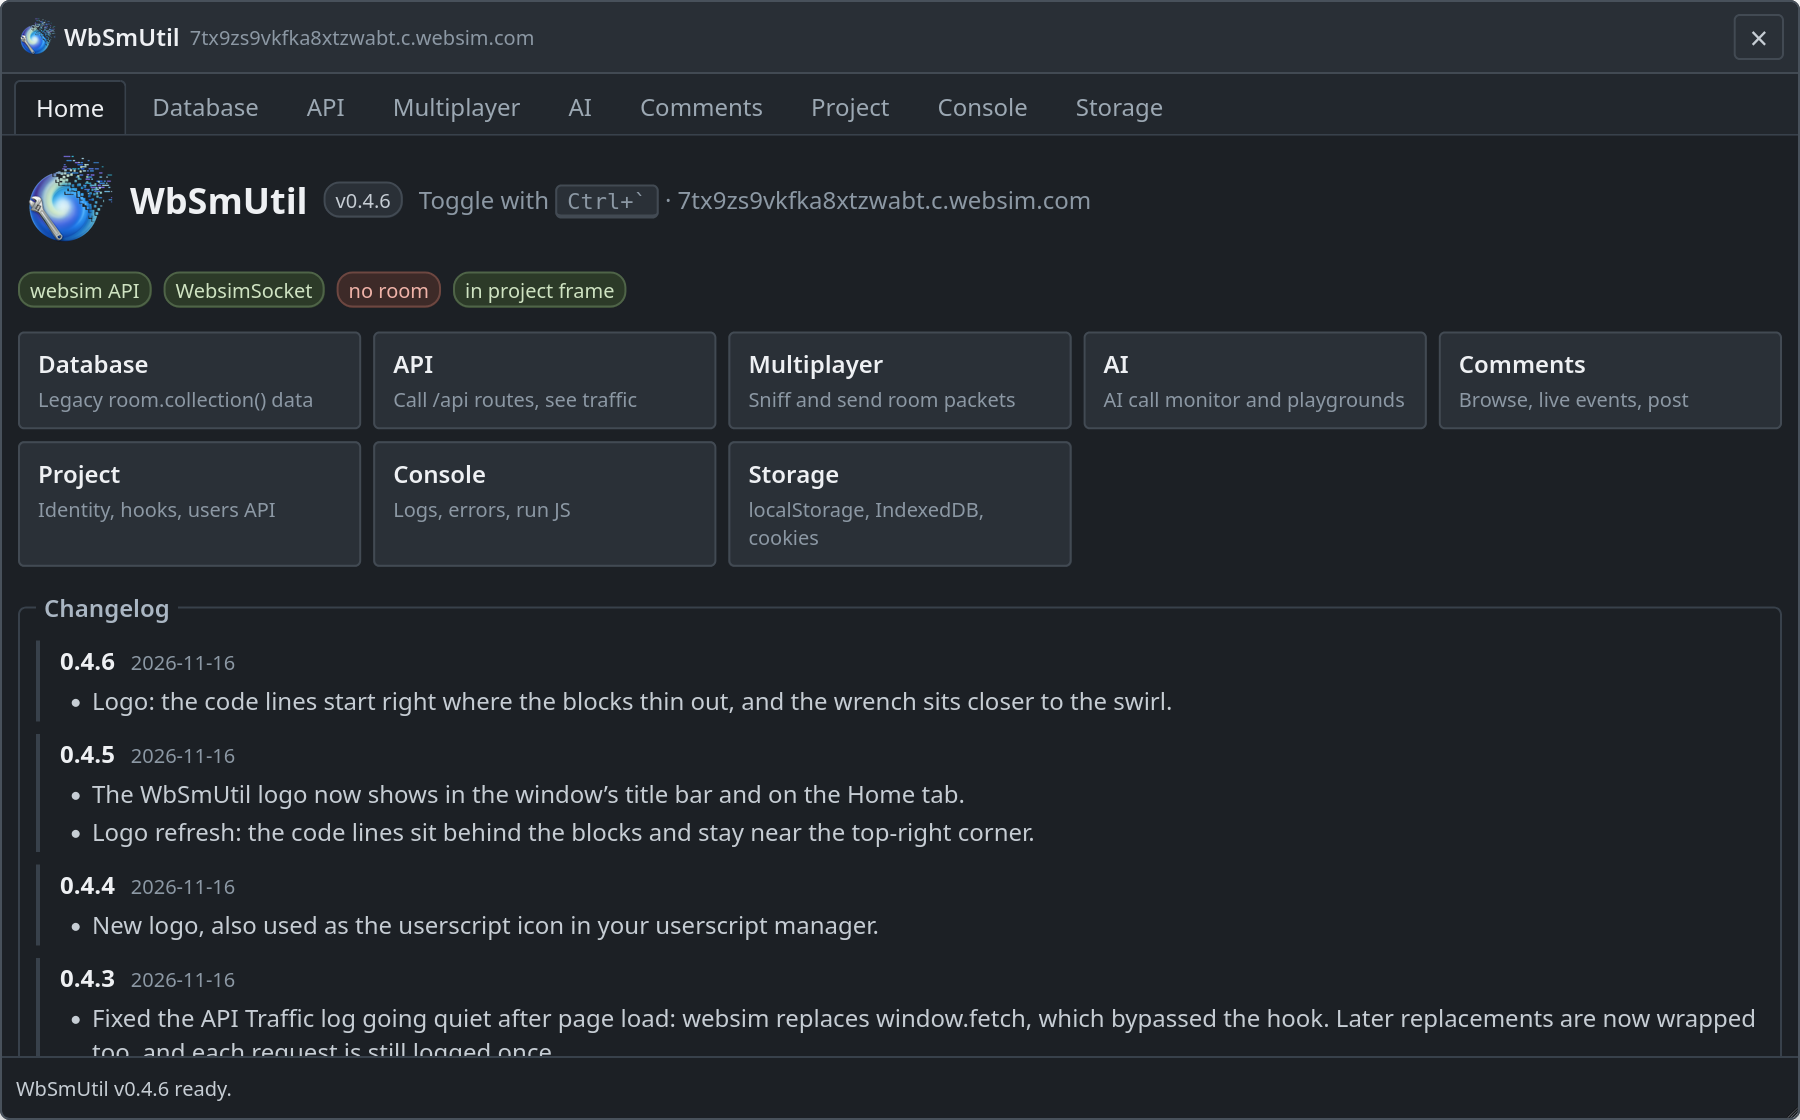 WbSmUtil 7tx9zs9vkfka8xtzwabt.c.websim.com ×
Home Database API Multiplayer AI Comments Project Console Storage
WbSmUtil v0.4.6 Toggle with Ctrl+` · 7tx9zs9vkfka8xtzwabt.c.websim.com
websim API WebsimSocket no room in project frame
Database
Legacy room.collection() data
API
Call /api routes, see traffic
Multiplayer
Sniff and send room packets
AI
AI call monitor and playgrounds
Comments
Browse, live events, post
Project
Identity, hooks, users API
Console
Logs, errors, run JS
Storage
localStorage, IndexedDB,
cookies
Changelog
0.4.6 2026-11-16
• Logo: the code lines start right where the blocks thin out, and the wrench sits closer to the swirl.
0.4.5 2026-11-16
• The WbSmUtil logo now shows in the window’s title bar and on the Home tab.
• Logo refresh: the code lines sit behind the blocks and stay near the top-right corner.
0.4.4 2026-11-16
• New logo, also used as the userscript icon in your userscript manager.
0.4.3 2026-11-16
• Fixed the API Traffic log going quiet after page load: websim replaces window.fetch, which bypassed the hook. Later replacements are now wrapped
too, and each request is still logged once.
WbSmUtil v0.4.6 ready.